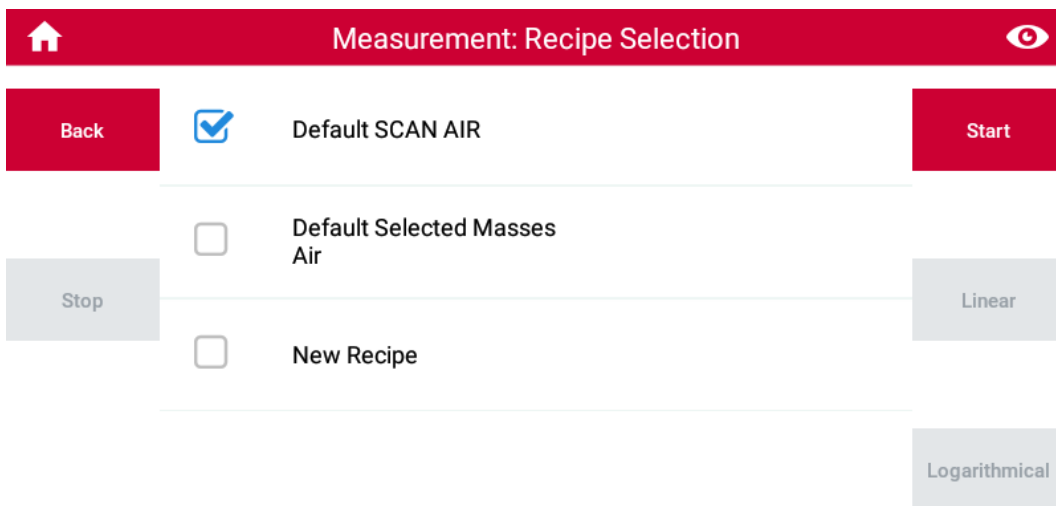 Measurement: Recipe Selection
Back
Default SCAN AIR
Start
Default Selected Masses
Air
Stop
Linear
New Recipe
Logarithmical